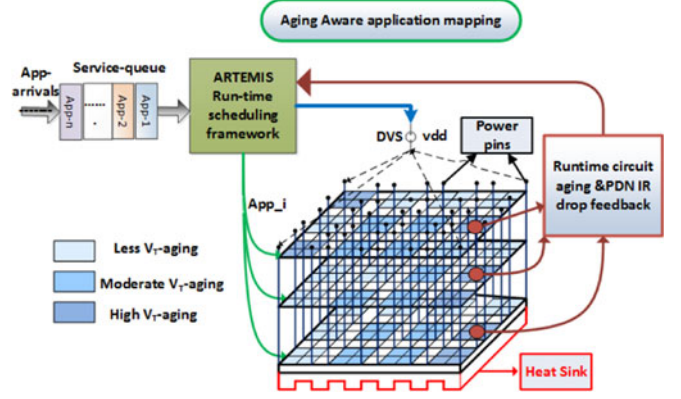 Aging Aware application mapping
App-
arrivals
Service-queue
App-n
......
.
App-2
App-1
ARTEMIS
Run-time
scheduling
framework
DVS
vdd
Power
pins
Runtime circuit
aging &PDN IR
drop feedback
App_i
Less VT-aging
Moderate VT-aging
High VT-aging
Heat Sink